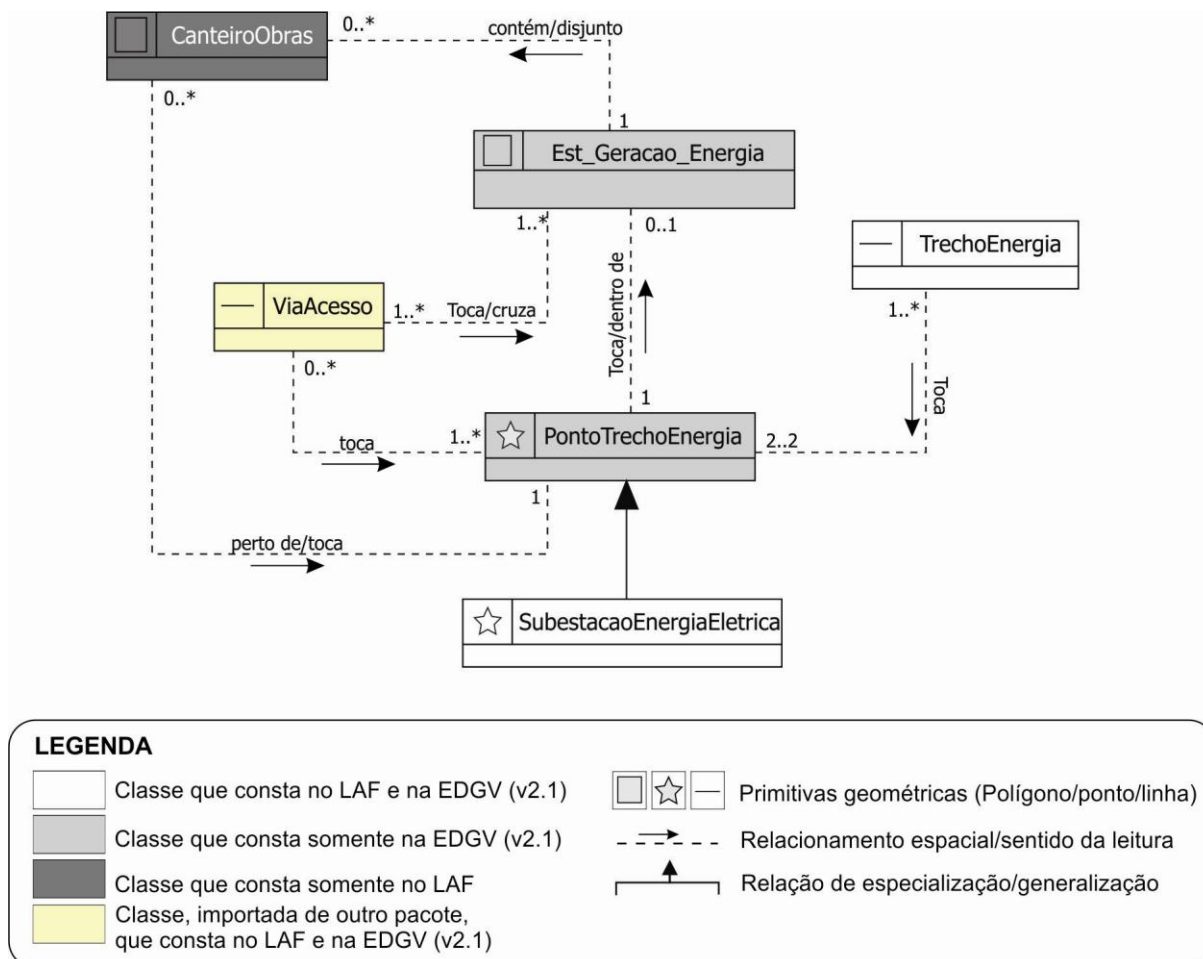 0..*
contém/disjunto
CanteiroObras
0..*
1
Est_Geracao_Energia
1..*
0..1
TrechoEnergia
Toca/dentro de
ViaAcesso
1..*
Toca/cruza
1..*
0..*
Toca
1
toca
1..*
PontoTrechoEnergia
2..2
1
perto de/toca
SubestacaoEnergiaEletrica
LEGENDA
Classe que consta no LAF e na EDGV (v2.1)
Classe que consta somente na EDGV (v2.1)
Classe que consta somente no LAF
Classe, importada de outro pacote,
que consta no LAF e na EDGV (v2.1)
Primitivas geométricas (Polígono/ponto/linha)
Relacionamento espacial/sentido da leitura
Relação de especialização/generalização